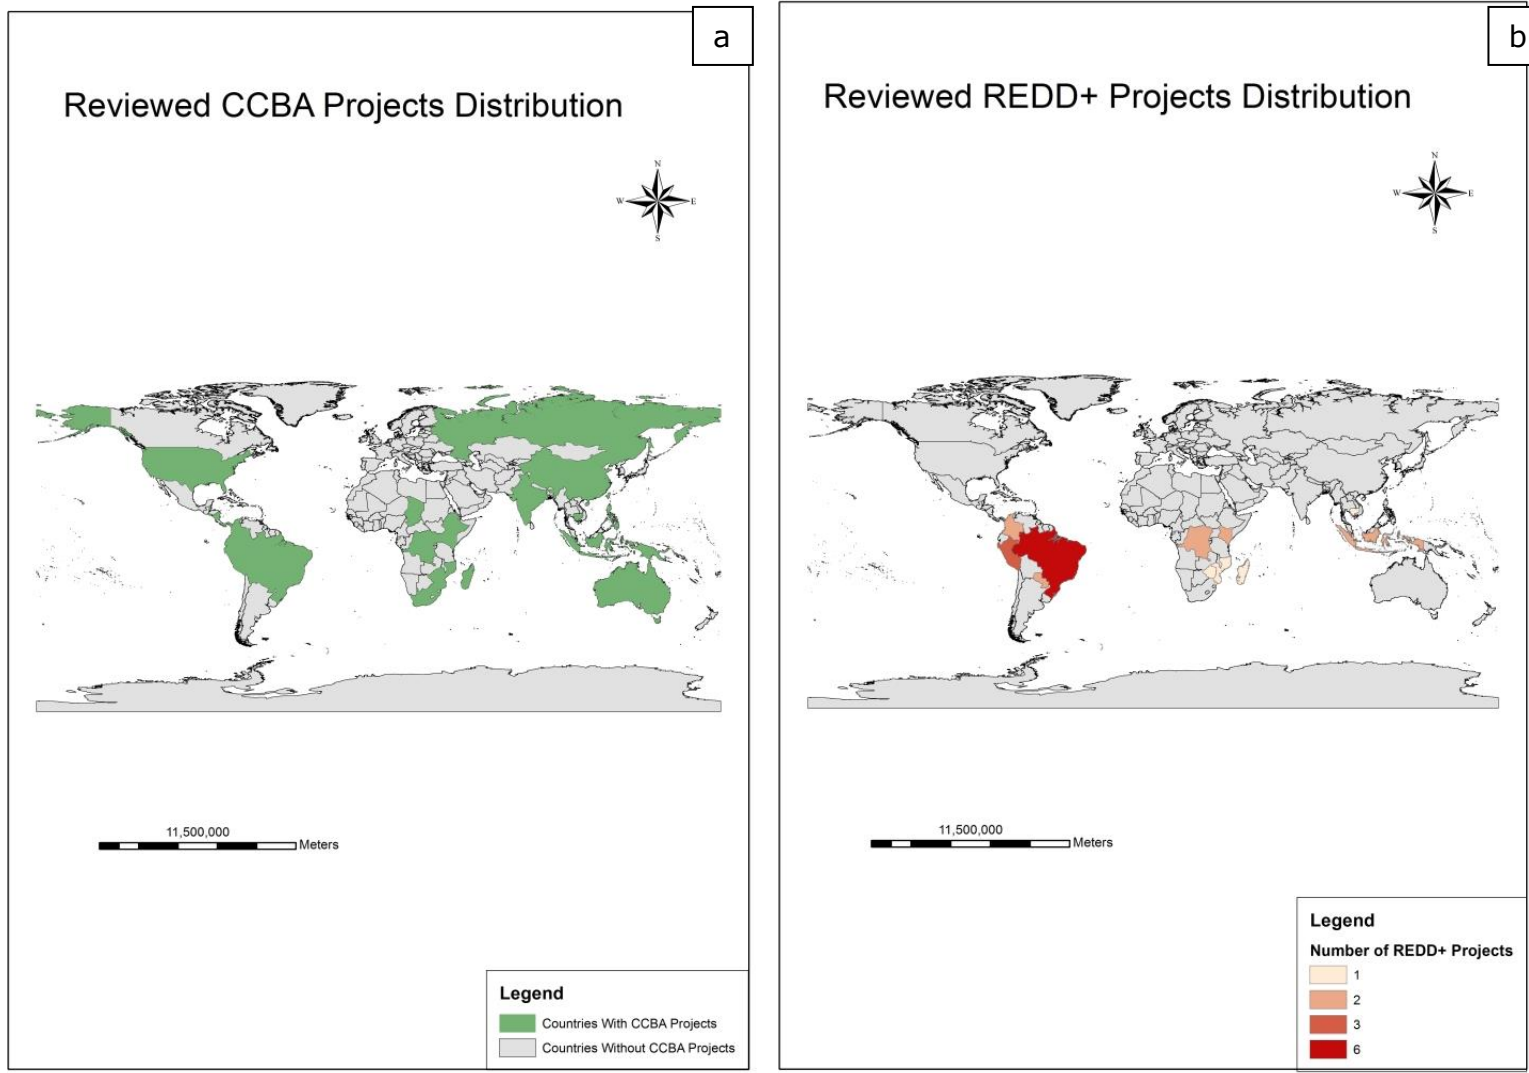 a
Reviewed CCBA Projects Distribution
N
W E
S
11,500,000
Meters
Legend
Countries With CCBA Projects
Countries Without CCBA Projects
b
Reviewed REDD+ Projects Distribution
N
W E
S
11,500,000
Meters
Legend
Number of REDD+ Projects
1
2
3
6